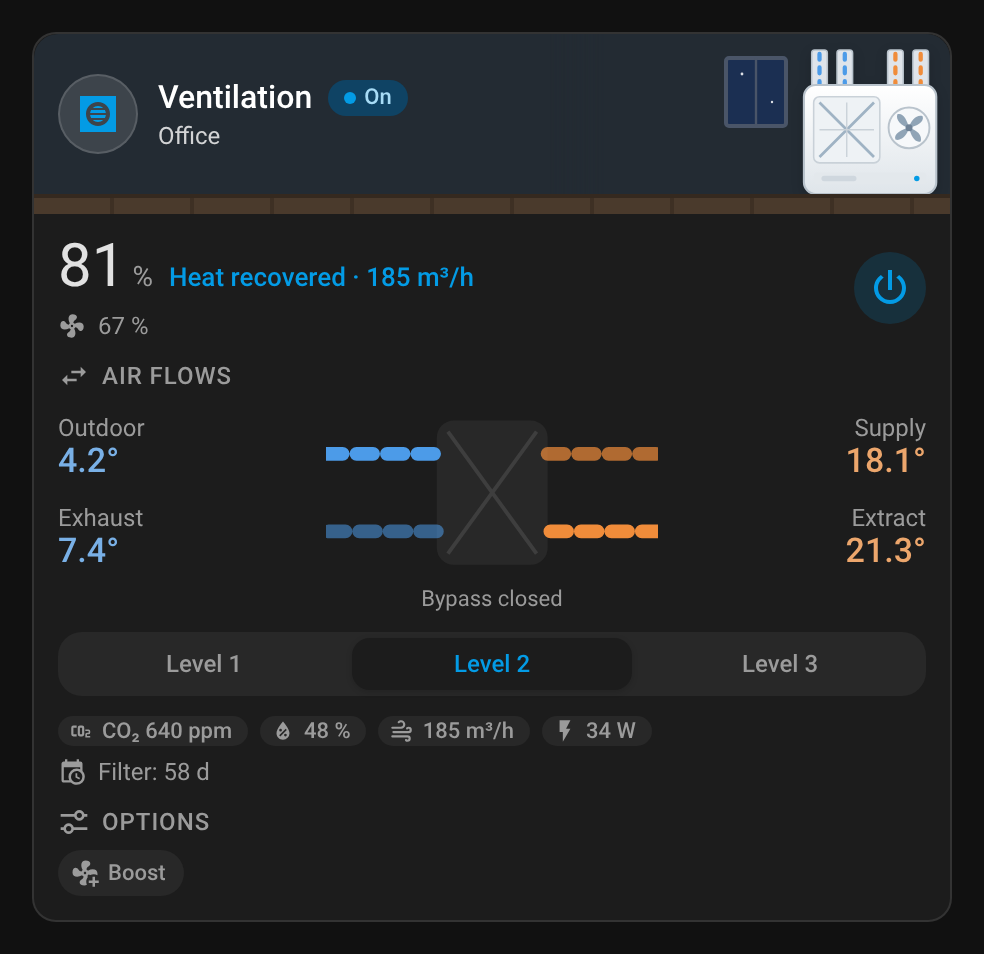 Ventilation On
Office
81 % Heat recovered · 185 m³/h
67 %
AIR FLOWS
Outdoor Supply
4.2° 18.1°
Exhaust Extract
7.4° 21.3°
Bypass closed
Level 1 Level 2 Level 3
CO₂ CO₂ 640 ppm 48 % 185 m³/h 34 W
Filter: 58 d
OPTIONS
Boost